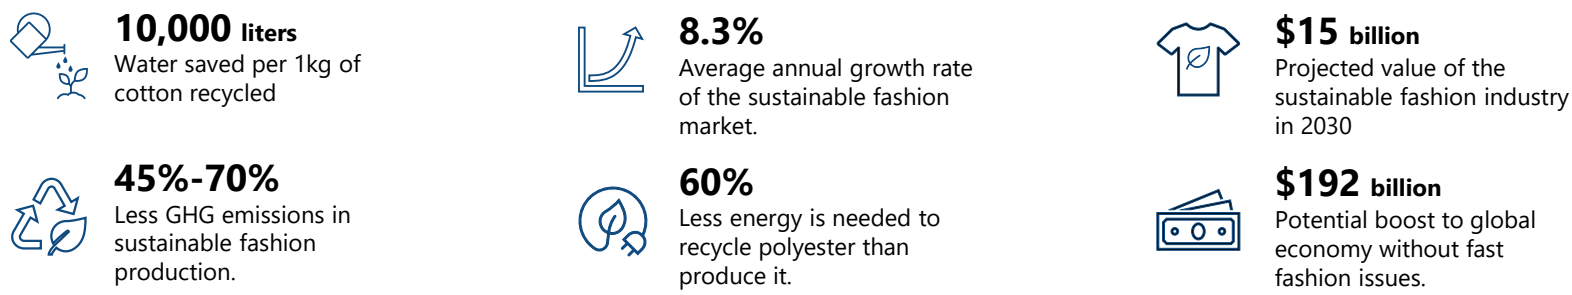 10,000 liters
Water saved per 1kg of
cotton recycled
8.3%
Average annual growth rate
of the sustainable fashion
market.
$15 billion
Projected value of the
sustainable fashion industry
in 2030
45%-70%
Less GHG emissions in
sustainable fashion
production.
60%
Less energy is needed to
recycle polyester than
produce it.
$192 billion
Potential boost to global
economy without fast
fashion issues.